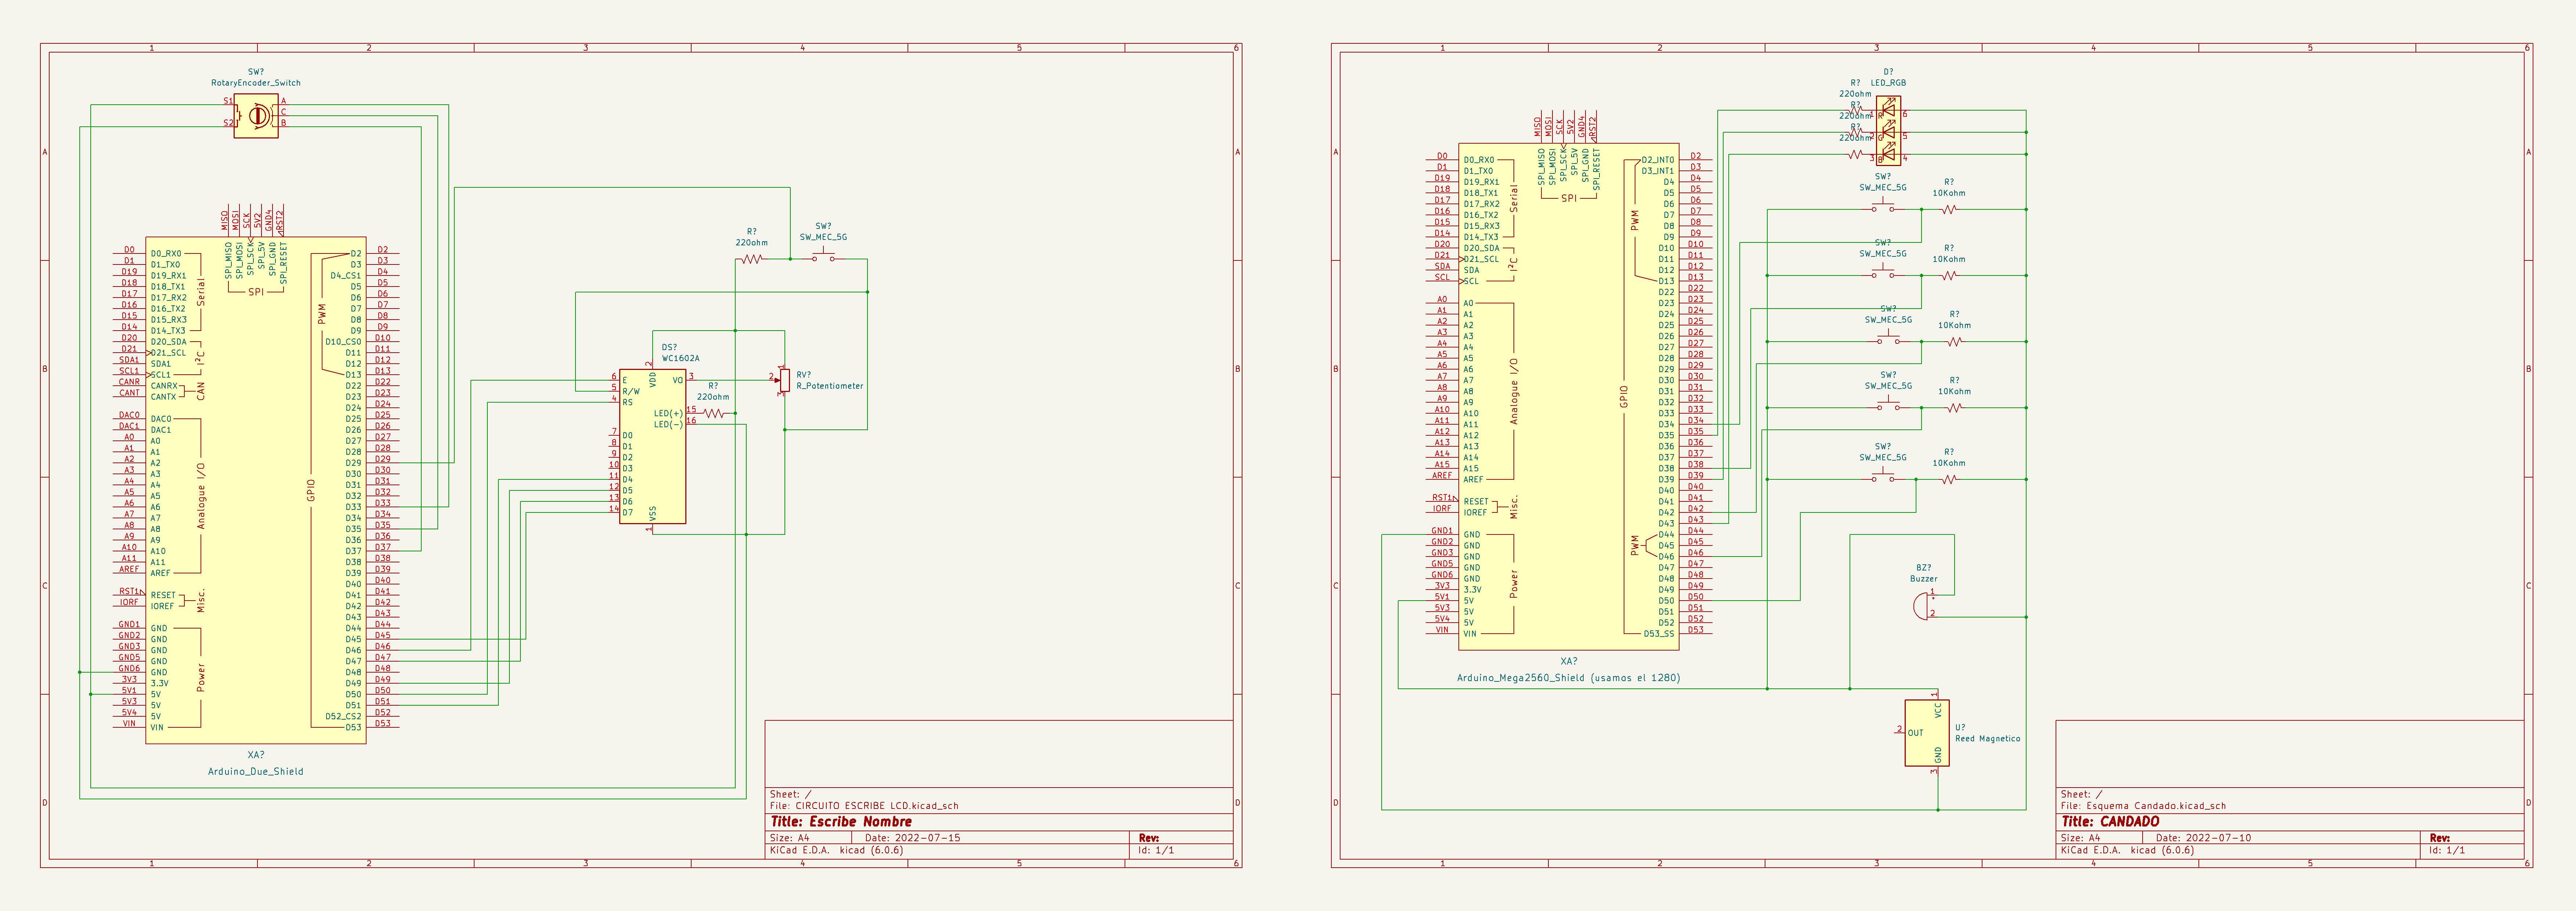 1 2 3 4 5 6
SW?
RotaryEncoder_Switch
S1 A
C
S2 B
A A
MISO MOSI SCK 5V2 GND4 RST2
SPI_MISO SPI_MOSI SPI_SCK SPI_5V SPI_GND SPI_RESET
SPI
D0 D0_RX0 D2 D2
D1 D1_TX0 D3 D3
D19 D19_RX1 D4_CS1 D4
D18 D18_TX1 D5 D5
D17 D17_RX2 D6 D6
D16 D16_TX2 D7 D7
D15 D15_RX3 D8 D8
D14 D14_TX3 D9 D9
D20 D20_SDA D10_CS0 D10
D21 D21_SCL D11 D11
SDA1 SDA1 D12 D12
SCL1 SCL1 D13 D13
CANR CANRX D22 D22
CANT CANTX D23 D23
D24 D24
DAC0 DAC0 D25 D25
DAC1 DAC1 D26 D26
A0 A0 D27 D27
A1 A1 D28 D28
A2 A2 D29 D29
A3 A3 D30 D30
A4 A4 D31 D31
A5 A5 D32 D32
A6 A6 D33 D33
A7 A7 D34 D34
A8 A8 D35 D35
A9 A9 D36 D36
A10 A10 D37 D37
A11 A11 D38 D38
AREF AREF D39 D39
D40 D40
RST1 RESET D41 D41
IORF IOREF D42 D42
D43 D43
GND1 GND D44 D44
GND2 GND D45 D45
GND3 GND D46 D46
GND5 GND D47 D47
GND6 GND D48 D48
3V3 3.3V D49 D49
5V1 5V D50 D50
5V3 5V D51 D51
5V4 5V D52_CS2 D52
VIN VIN D53 D53
Serial
I²C
CAN
Analogue I/O
Misc.
Power
PWM
GPIO
XA?
Arduino_Due_Shield
R?
220ohm
SW?
SW_MEC_5G
DS?
WC1602A
2 VDD
6 E VO 3
5 R/W
4 RS
LED(+) 15
LED(-) 16
7 D0
8 D1
9 D2
10 D3
11 D4
12 D5
13 D6
14 D7
VSS 1
R?
220ohm
1
2
3
RV?
R_Potentiometer
B B
C C
D D
Sheet: /
File: CIRCUITO ESCRIBE LCD.kicad_sch
Title: Escribe Nombre
Size: A4 Date: 2022-07-15 Rev:
KiCad E.D.A. kicad (6.0.6) Id: 1/1
1 2 3 4 5 6
1 2 3 4 5 6
D?
LED_RGB
R?
220ohm
R?
220ohm
R?
220ohm
1 R 6
2 G 5
3 B 4
A A
MISO MOSI SCK 5V2 GND4 RST2
SPI_MISO SPI_MOSI SPI_SCK SPI_5V SPI_GND SPI_RESET
SPI
D0 D0_RX0 D2_INT0 D2
D1 D1_TX0 D3_INT1 D3
D19 D19_RX1 D4 D4
D18 D18_TX1 D5 D5
D17 D17_RX2 D6 D6
D16 D16_TX2 D7 D7
D15 D15_RX3 D8 D8
D14 D14_TX3 D9 D9
D20 D20_SDA D10 D10
D21 D21_SCL D11 D11
SDA SDA D12 D12
SCL SCL D13 D13
D22 D22
A0 A0 D23 D23
A1 A1 D24 D24
A2 A2 D25 D25
A3 A3 D26 D26
A4 A4 D27 D27
A5 A5 D28 D28
A6 A6 D29 D29
A7 A7 D30 D30
A8 A8 D31 D31
A9 A9 D32 D32
A10 A10 D33 D33
A11 A11 D34 D34
A12 A12 D35 D35
A13 A13 D36 D36
A14 A14 D37 D37
A15 A15 D38 D38
AREF AREF D39 D39
D40 D40
RST1 RESET D41 D41
IORF IOREF D42 D42
D43 D43
GND1 GND D44 D44
GND2 GND D45 D45
GND3 GND D46 D46
GND5 GND D47 D47
GND6 GND D48 D48
3V3 3.3V D49 D49
5V1 5V D50 D50
5V3 5V D51 D51
5V4 5V D52 D52
VIN VIN D53_SS D53
Serial
I²C
Analogue I/O
Misc.
Power
PWM
GPIO
PWM
XA?
Arduino_Mega2560_Shield (usamos el 1280)
SW?
SW_MEC_5G
R?
10Kohm
SW?
SW_MEC_5G
R?
10Kohm
SW?
SW_MEC_5G
R?
10Kohm
SW?
SW_MEC_5G
R?
10Kohm
SW?
SW_MEC_5G
R?
10Kohm
BZ?
Buzzer
1
+
2
1 VCC
2 OUT
GND 3
U?
Reed Magnetico
B B
C C
D D
Sheet: /
File: Esquema Candado.kicad_sch
Title: CANDADO
Size: A4 Date: 2022-07-10 Rev:
KiCad E.D.A. kicad (6.0.6) Id: 1/1
1 2 3 4 5 6